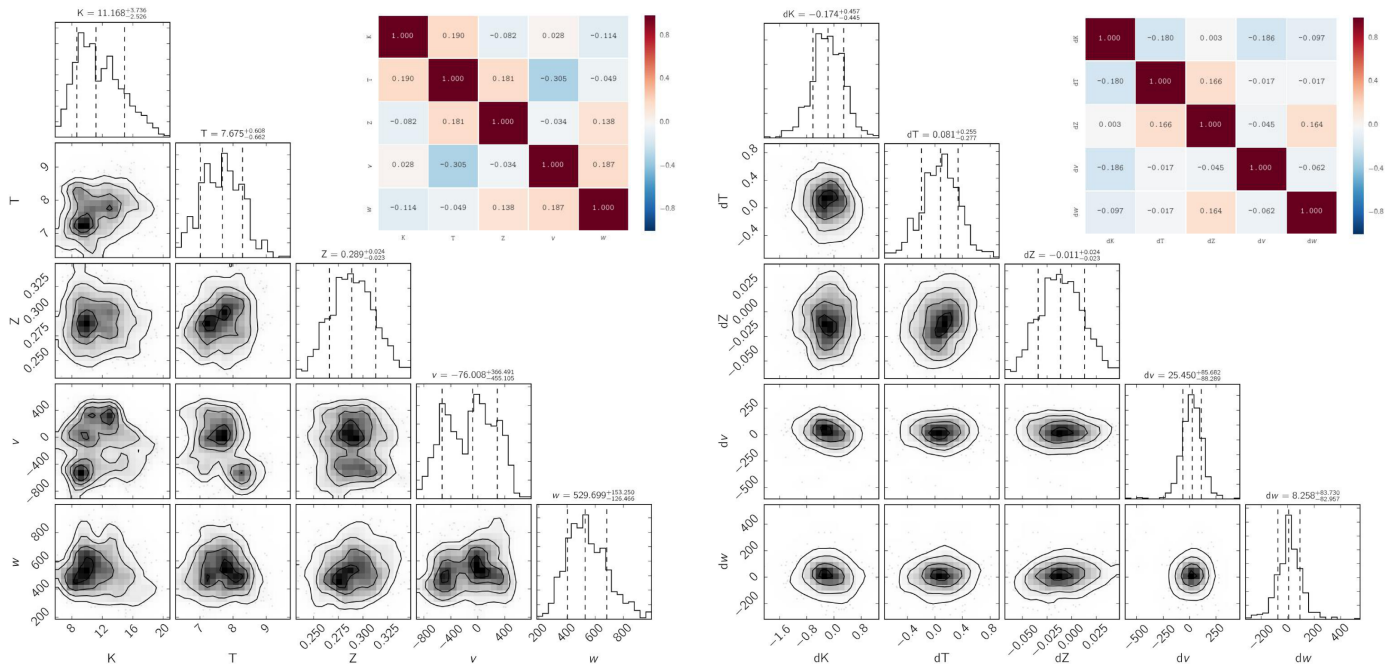 K = 11.168+3.736−2.526
T = 7.675+0.608−0.662
Z = 0.289+0.024−0.023
v = −76.008+366.491−455.105
w = 529.699+153.250−126.466
K 1.000 0.190 −0.082 0.028 −0.114
T 0.190 1.000 0.181 −0.305 −0.049
Z −0.082 0.181 1.000 −0.034 0.138
v 0.028 −0.305 −0.034 1.000 0.187
w −0.114 −0.049 0.138 0.187 1.000
K T Z v w
0.8
0.4
0.0
−0.4
−0.8
T
9
8
7
Z
0.325
0.300
0.275
0.250
v
400
0
−400
−800
w
800
600
400
200
8 12 16 20
7 8 9
0.250 0.275 0.300 0.325
−800 −400 0 400
200 400 600 800
K T Z v w
dK = −0.174+0.457−0.445
dT = 0.081+0.255−0.277
dZ = −0.011+0.024−0.023
dv = 25.450+85.682−88.289
dw = 8.258+83.730−82.957
dK 1.000 −0.180 0.003 −0.186 −0.097
dT −0.180 1.000 0.166 −0.017 −0.017
dZ 0.003 0.166 1.000 −0.045 0.164
dv −0.186 −0.017 −0.045 1.000 −0.062
dw −0.097 −0.017 0.164 −0.062 1.000
dK dT dZ dv dw
0.8
0.4
0.0
−0.4
−0.8
dT
0.8
0.4
0.0
−0.4
dZ
0.025
0.000
−0.025
−0.050
dv
250
0
−250
−500
dw
400
200
0
−200
−1.6 −0.8 0.0 0.8
−0.4 0.0 0.4 0.8
−0.050 −0.025 0.000 0.025
−500 −250 0 250
−200 0 200 400
dK dT dZ dv dw